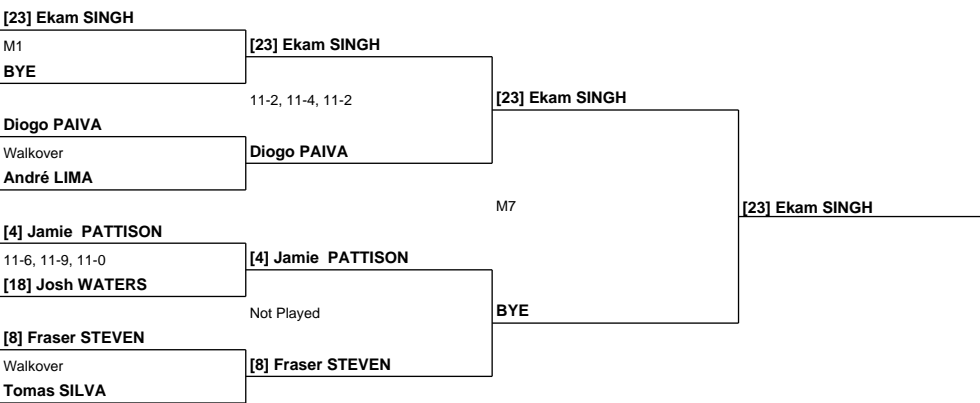 [23] Ekam SINGH
M1
[23] Ekam SINGH
BYE
11-2, 11-4, 11-2
[23] Ekam SINGH
Diogo PAIVA
Walkover
Diogo PAIVA
André LIMA
M7
[23] Ekam SINGH
[4] Jamie  PATTISON
11-6, 11-9, 11-0
[4] Jamie  PATTISON
[18] Josh WATERS
Not Played
BYE
[8] Fraser STEVEN
Walkover
[8] Fraser STEVEN
Tomas SILVA